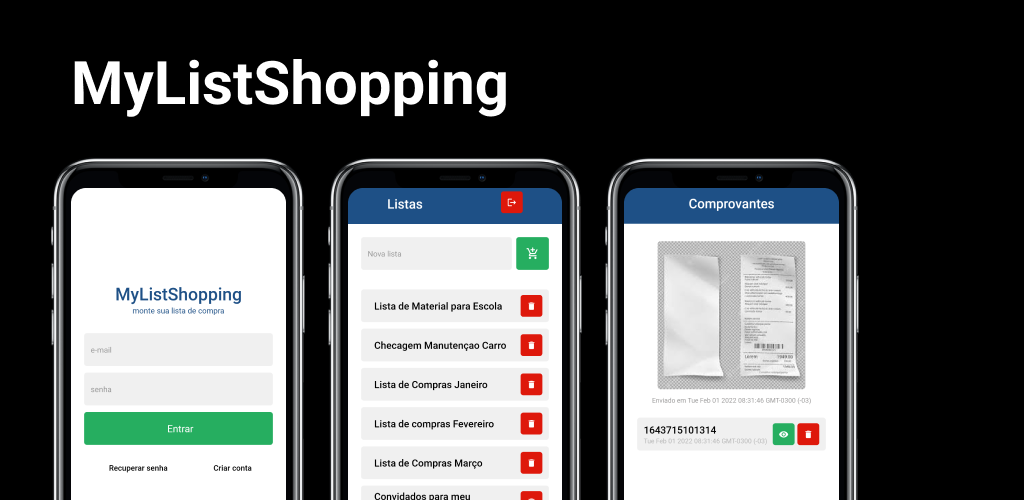 MyListShopping
MyListShopping
monte sua lista de compra
e-mail
senha
Entrar
Recuperar senha
Criar conta
Listas
Nova lista
Lista de Material para Escola
Checagem Manutençao Carro
Lista de Compras Janeiro
Lista de compras Fevereiro
Lista de Compras Março
Convidados para meu
Comprovantes
Enviado em Tue Feb 01 2022 08:31:46 GMT-0300 (-03)
1643715101314
Tue Feb 01 2022 08:31:46 GMT-0300 (-03)